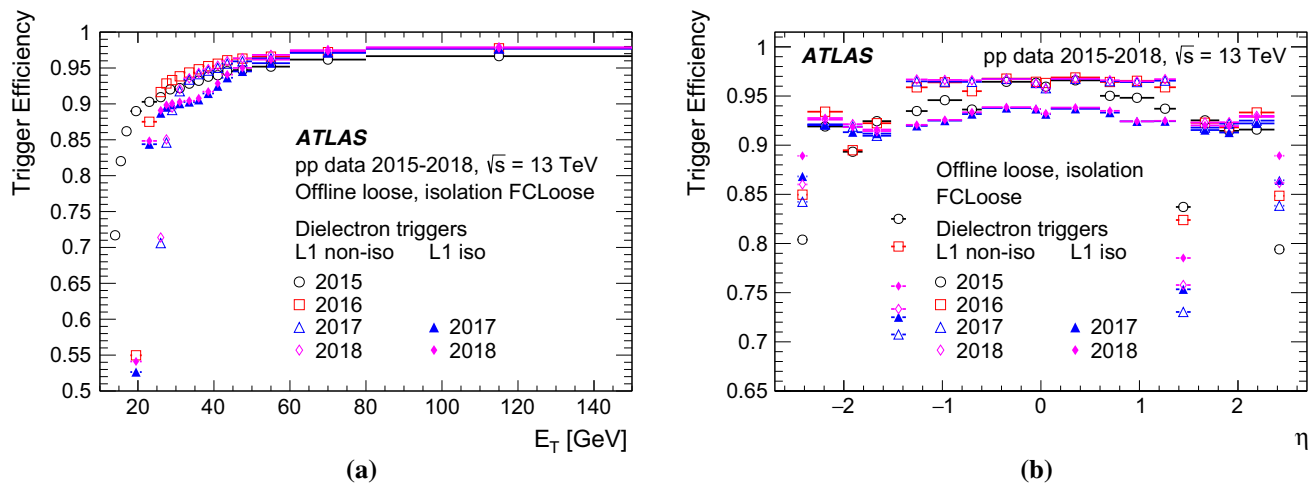 Trigger Efficiency
1
0.95
0.9
0.85
0.8
0.75
0.7
0.65
0.6
0.55
0.5
ATLAS
pp data 2015-2018, √s = 13 TeV
Offline loose, isolation FCLoose
Dielectron triggers
L1 non-iso L1 iso
2015
2016
2017 2017
2018 2018
20 40 60 80 100 120 140
E_T [GeV]
(a)
Trigger Efficiency
1
0.95
0.9
0.85
0.8
0.75
0.7
0.65
ATLAS pp data 2015-2018, √s = 13 TeV
Offline loose, isolation
FCLoose
Dielectron triggers
L1 non-iso L1 iso
2015
2016
2017 2017
2018 2018
−2 −1 0 1 2
η
(b)